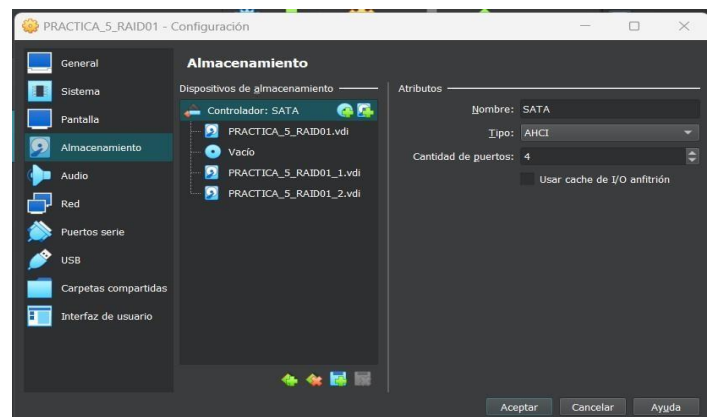 PRACTICA_5_RAID01 - Configuración
General
Sistema
Pantalla
Almacenamiento
Audio
Red
Puertos serie
USB
Carpetas compartidas
Interfaz de usuario
Almacenamiento
Dispositivos de almacenamiento
Controlador: SATA
PRACTICA_5_RAID01.vdi
Vacío
PRACTICA_5_RAID01_1.vdi
PRACTICA_5_RAID01_2.vdi
Atributos
Nombre: SATA
Tipo: AHCI
Cantidad de puertos: 4
Usar cache de I/O anfitrión
Aceptar Cancelar Ayuda